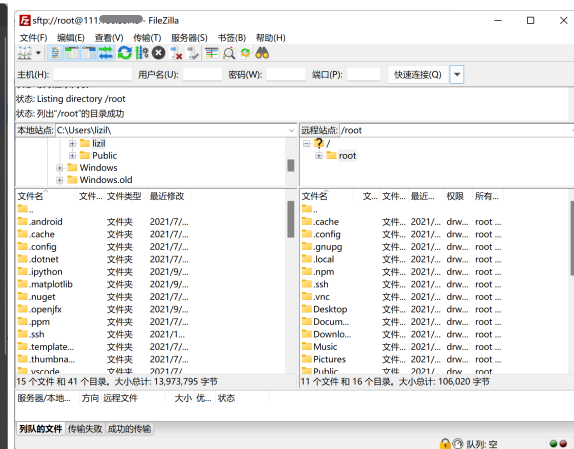 sftp://root@111 - FileZilla
文件(F) 编辑(E) 查看(V) 传输(T) 服务器(S) 书签(B) 帮助(H)
主机(H): 用户名(U): 密码(W): 端口(P): 快速连接(Q)
状态: Listing directory /root
状态: 列出"/root"的目录成功
本地站点: C:\Users\lizil\
lizil
Public
Windows
Windows.old
远程站点: /root
/
root
文件名 文件... 文件类型 最近修改
..
.android 文件夹 2021/7/...
.cache 文件夹 2021/7/...
.config 文件夹 2021/7/...
.dotnet 文件夹 2021/7/...
.ipython 文件夹 2021/9/...
.matplotlib 文件夹 2021/9/...
.nuget 文件夹 2021/7/...
.openjfx 文件夹 2021/9/...
.ppm 文件夹 2021/7/...
.ssh 文件夹 2021/1...
.template... 文件夹 2021/7/...
.thumbna... 文件夹 2021/7/...
.vscode 文件夹 2021/7/...
15 个文件 和 41 个目录。大小总计: 13,973,795 字节
文件名 文... 文件... 最近... 权限 所有...
..
.cache 文件... 2021/... drw... root ...
.config 文件... 2021/... drw... root ...
.gnupg 文件... 2021/... drw... root ...
.local 文件... 2021/... drw... root ...
.npm 文件... 2021/... drw... root ...
.ssh 文件... 2021/... drw... root ...
.vnc 文件... 2021/... drw... root ...
Desktop 文件... 2021/... drw... root ...
Docum... 文件... 2021/... drw... root ...
Downlo... 文件... 2021/... drw... root ...
Music 文件... 2021/... drw... root ...
Pictures 文件... 2021/... drw... root ...
Public 文件... 2021/... drw... root ...
11 个文件 和 16 个目录。大小总计: 106,020 字节
服务器/本地... 方向 远程文件 大小 优... 状态
列队的文件 传输失败 成功的传输
队列: 空